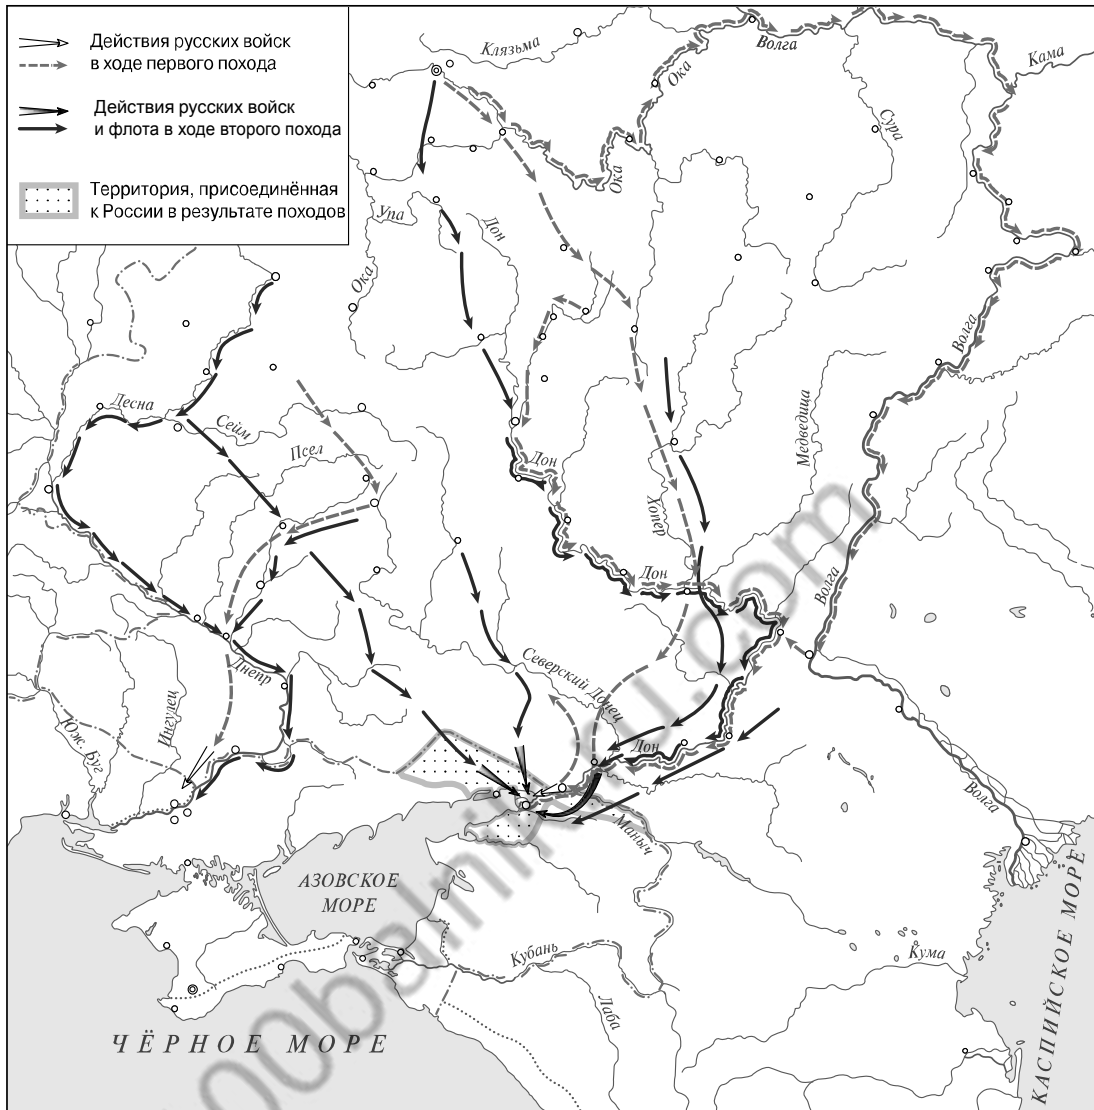 Действия русских войск
в ходе первого похода
Действия русских войск
и флота в ходе второго похода
Территория, присоединённая
к России в результате походов
Клязьма
Волга
Ока
Кама
Сура
Ока
Упа
Дон
Ока
Волга
Десна
Сейм
Псел
Медведица
Дон
Хопер
Дон
Волга
Днепр
Северский Донец
Ингулец
Юж. Буг
Дон
Волга
Маныч
АЗОВСКОЕ
МОРЕ
Кубань
Кума
Лаба
ЧЁРНОЕ МОРЕ
КАСПИЙСКОЕ МОРЕ